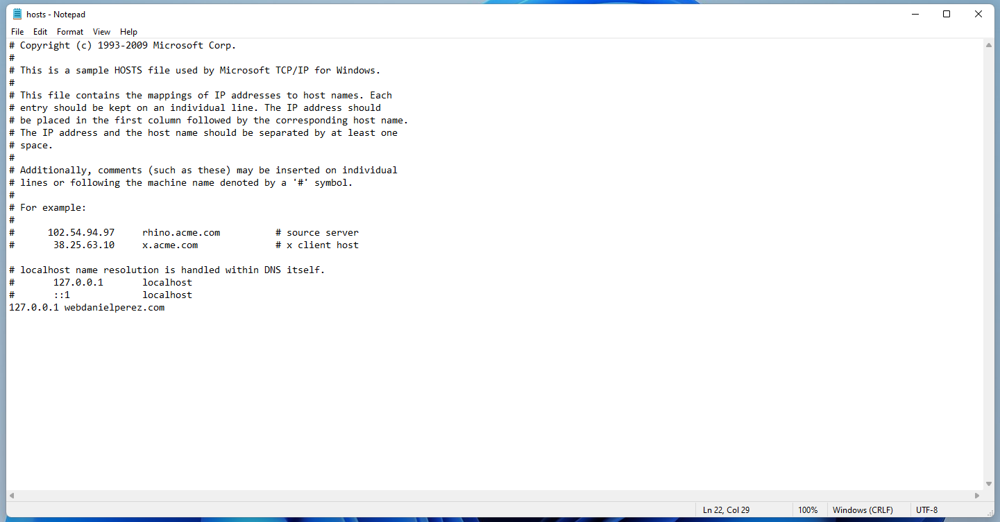 hosts - Notepad
File Edit Format View Help
# Copyright (c) 1993-2009 Microsoft Corp.
#
# This is a sample HOSTS file used by Microsoft TCP/IP for Windows.
#
# This file contains the mappings of IP addresses to host names. Each
# entry should be kept on an individual line. The IP address should
# be placed in the first column followed by the corresponding host name.
# The IP address and the host name should be separated by at least one
# space.
#
# Additionally, comments (such as these) may be inserted on individual
# lines or following the machine name denoted by a '#' symbol.
#
# For example:
#
#      102.54.94.97     rhino.acme.com          # source server
#       38.25.63.10     x.acme.com              # x client host

# localhost name resolution is handled within DNS itself.
#       127.0.0.1       localhost
#       ::1             localhost
127.0.0.1 webdanielperez.com
Ln 22, Col 29 100% Windows (CRLF) UTF-8